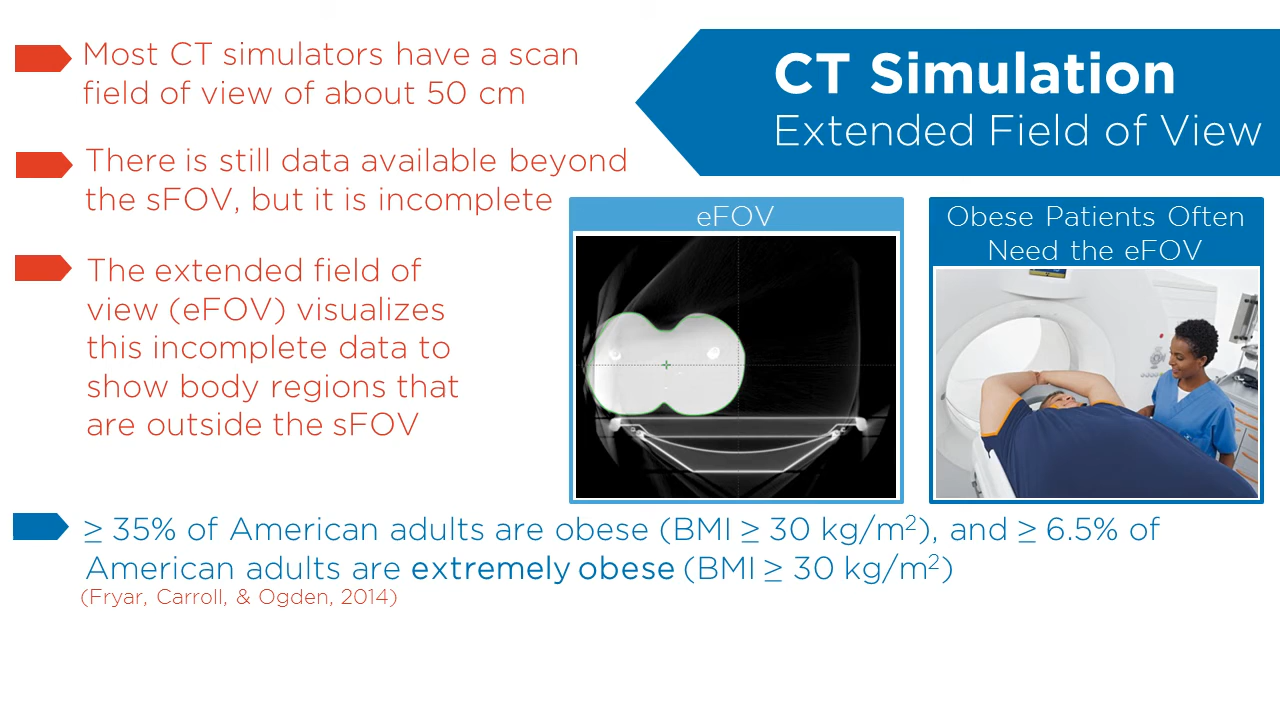 CT Simulation
Extended Field of View
Most CT simulators have a scan
field of view of about 50 cm
There is still data available beyond
the sFOV, but it is incomplete
The extended field of
view (eFOV) visualizes
this incomplete data to
show body regions that
are outside the sFOV
eFOV
Obese Patients Often
Need the eFOV
≥ 35% of American adults are obese (BMI ≥ 30 kg/m²), and ≥ 6.5% of
American adults are extremely obese (BMI ≥ 30 kg/m²)
(Fryar, Carroll, & Ogden, 2014)